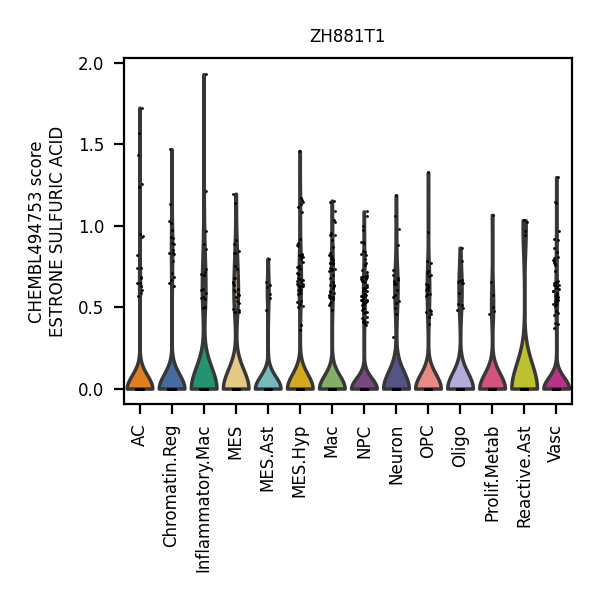 ZH881T1
CHEMBL494753 score
ESTRONE SULFURIC ACID
2.0
1.5
1.0
0.5
0.0
AC
Chromatin.Reg
Inflammatory.Mac
MES
MES.Ast
MES.Hyp
Mac
NPC
Neuron
OPC
Oligo
Prolif.Metab
Reactive.Ast
Vasc